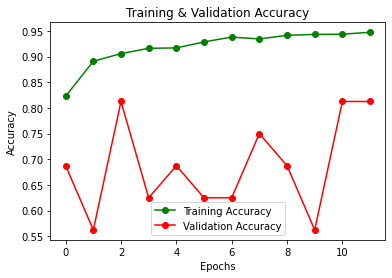 Training & Validation Accuracy
0.95
0.90
0.85
0.80
0.75
0.70
0.65
0.60
0.55
Accuracy
Training Accuracy
Validation Accuracy
0 2 4 6 8 10
Epochs